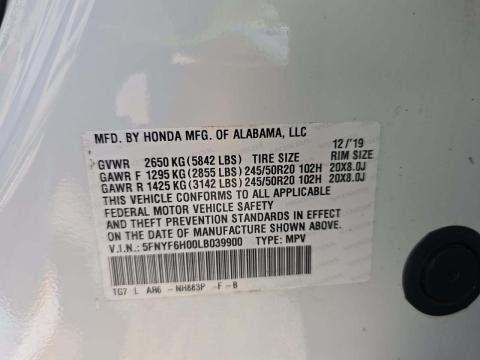 MFD. BY HONDA MFG. OF ALABAMA, LLC
12/'19
GVWR 2650 KG (5842 LBS) TIRE SIZE RIM SIZE
GAWR F 1295 KG (2855 LBS) 245/50R20 102H 20X8.0J
GAWR R 1425 KG (3142 LBS) 245/50R20 102H 20X8.0J
THIS VEHICLE CONFORMS TO ALL APPLICABLE
FEDERAL MOTOR VEHICLE SAFETY
AND THEFT PREVENTION STANDARDS IN EFFECT
ON THE DATE OF MANUFACTURE SHOWN ABOVE.
V.I.N.: 5FNYF6H00LB039900 TYPE: MPV
TG7 L AR6 - NH883P F - B